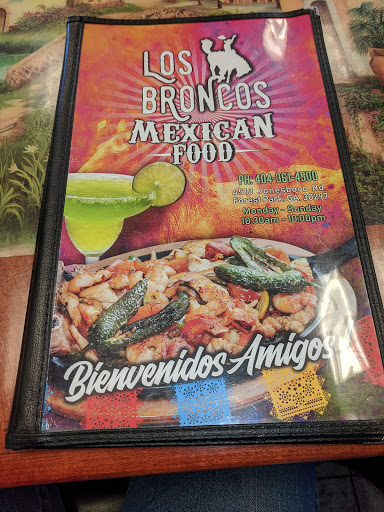 LOS
BRONCOS
MEXICAN
FOOD
PH: 404-361-4500
4513 Jonesboro Rd
Forest Park, GA, 30297
Monday - Sunday
10:30am - 10:00pm
Bienvenidos Amigos